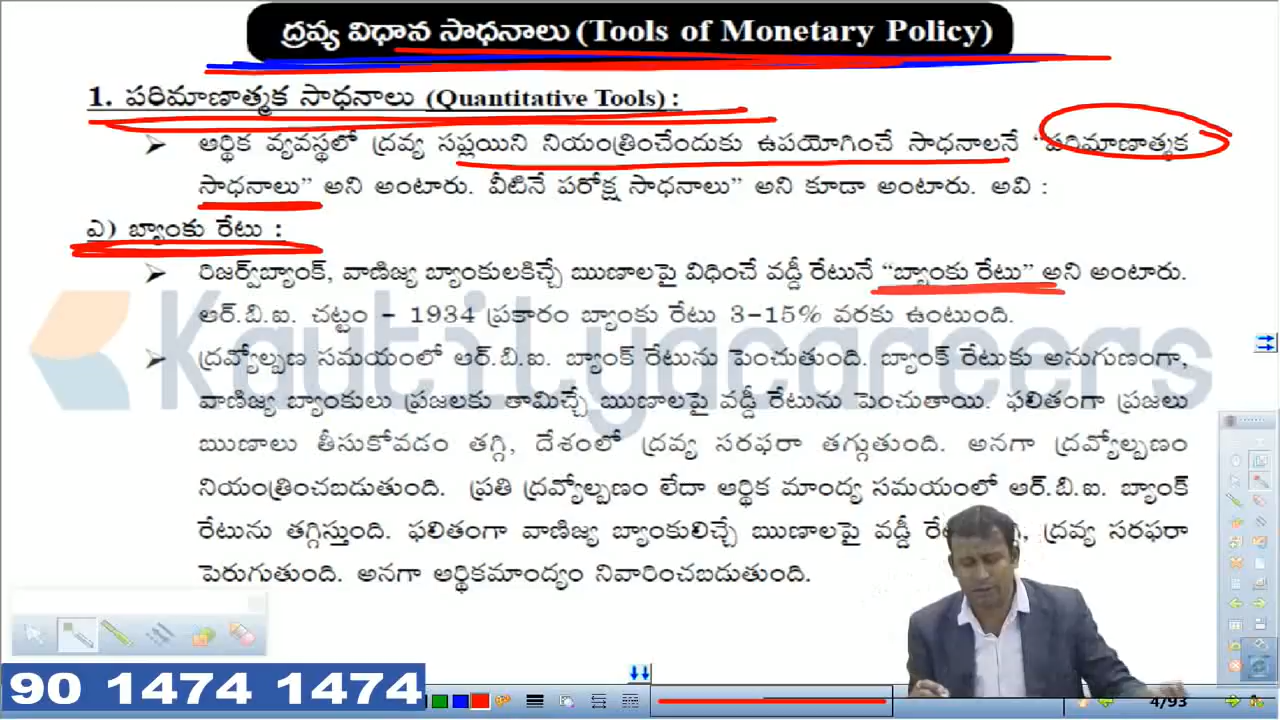 ద్రవ్య విధాన సాధనాలు (Tools of Monetary Policy)
1. పరిమాణాత్మక సాధనాలు (Quantitative Tools) :
➢ ఆర్థిక వ్యవస్థలో ద్రవ్య సప్లయిని నియంత్రించేందుకు ఉపయోగించే సాధనాలనే "పరిమాణాత్మక
సాధనాలు" అని అంటారు. వీటినే పరోక్ష సాధనాలు" అని కూడా అంటారు. అవి :
ఎ) బ్యాంకు రేటు :
➢ రిజర్వ్‌బ్యాంక్, వాణిజ్య బ్యాంకులకిచ్చే ఋణాలపై విధించే వడ్డీ రేటునే "బ్యాంకు రేటు" అని అంటారు.
ఆర్.బి.ఐ. చట్టం - 1934 ప్రకారం బ్యాంకు రేటు 3-15% వరకు ఉంటుంది.
➢ ద్రవ్యోల్బణ సమయంలో ఆర్.బి.ఐ. బ్యాంక్ రేటును పెంచుతుంది. బ్యాంక్ రేటుకు అనుగుణంగా,
వాణిజ్య బ్యాంకులు ప్రజలకు తామిచ్చే ఋణాలపై వడ్డీ రేటును పెంచుతాయి. ఫలితంగా ప్రజలు
ఋణాలు తీసుకోవడం తగ్గి, దేశంలో ద్రవ్య సరఫరా తగ్గుతుంది. అనగా ద్రవ్యోల్బణం
నియంత్రించబడుతుంది. ప్రతి ద్రవ్యోల్బణం లేదా ఆర్థిక మాంద్య సమయంలో ఆర్.బి.ఐ. బ్యాంక్
రేటును తగ్గిస్తుంది. ఫలితంగా వాణిజ్య బ్యాంకులిచ్చే ఋణాలపై వడ్డీ ద్రవ్య సరఫరా
పెరుగుతుంది. అనగా ఆర్థికమాంద్యం నివారించబడుతుంది.
Kautilyacareers
90 1474 1474
4/93